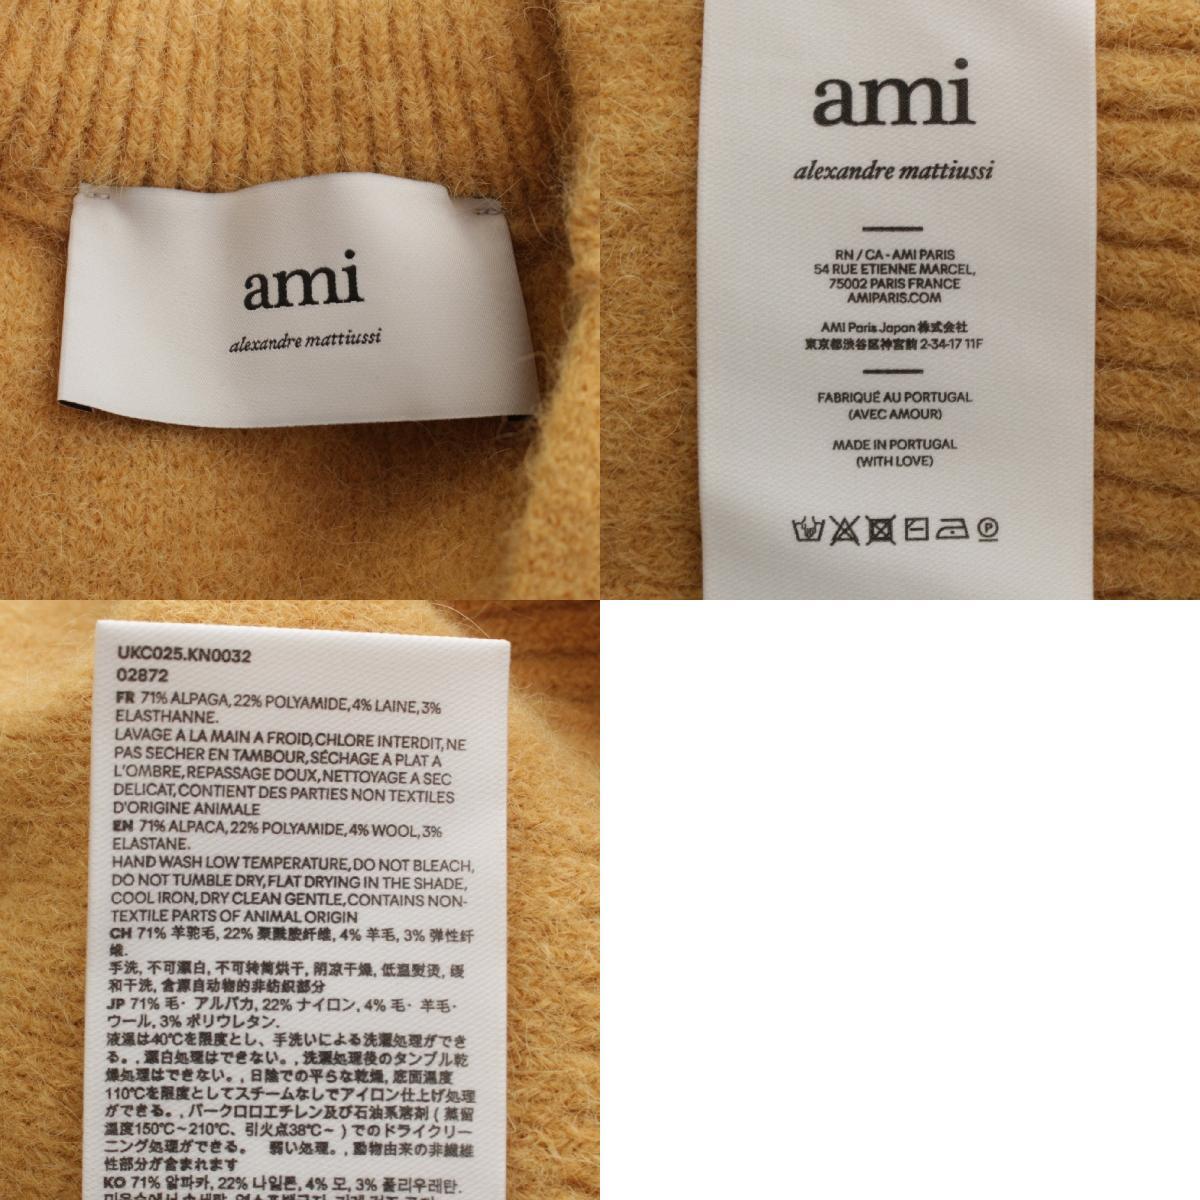 ami
alexandre mattiussi
ami
alexandre mattiussi
RN / CA - AMI PARIS
54 RUE ETIENNE MARCEL,
75002 PARIS FRANCE
AMIPARIS.COM
AMI Paris Japan 株式会社
東京都渋谷区神宮前 2-34-17 11F
FABRIQUÉ AU PORTUGAL
(AVEC AMOUR)
MADE IN PORTUGAL
(WITH LOVE)
P
UKC025.KN0032
02872
FR 71% ALPAGA, 22% POLYAMIDE, 4% LAINE, 3%
ELASTHANNE.
LAVAGE A LA MAIN A FROID, CHLORE INTERDIT, NE
PAS SECHER EN TAMBOUR, SÉCHAGE A PLAT A
L'OMBRE, REPASSAGE DOUX, NETTOYAGE A SEC
DELICAT, CONTIENT DES PARTIES NON TEXTILES
D'ORIGINE ANIMALE
EN 71% ALPACA, 22% POLYAMIDE, 4% WOOL, 3%
ELASTANE.
HAND WASH LOW TEMPERATURE, DO NOT BLEACH,
DO NOT TUMBLE DRY, FLAT DRYING IN THE SHADE,
COOL IRON, DRY CLEAN GENTLE, CONTAINS NON-
TEXTILE PARTS OF ANIMAL ORIGIN
CH 71% 羊驼毛, 22% 聚酰胺纤维, 4% 羊毛, 3% 弹性纤
维.
手洗, 不可漂白, 不可转筒烘干, 阴凉干燥, 低温熨烫, 缓
和干洗, 含源自动物的非纺织部分
JP 71% 毛・ アルパカ, 22% ナイロン, 4% 毛・ 羊毛・
ウール, 3% ポリウレタン.
液温は40℃を限度とし、手洗いによる洗濯処理ができ
る。, 漂白処理はできない。, 洗濯処理後のタンブル乾
燥処理はできない。, 日陰での平らな乾燥, 底面温度
110℃を限度としてスチームなしでアイロン仕上げ処理
ができる。, パークロロエチレン及び石油系溶剤 ( 蒸留
温度150℃~210℃、引火点38℃~ ) でのドライクリー
ニング処理ができる。 弱い処理。, 動物由来の非繊維
性部分が含まれます
KO 71% 알파카, 22% 나일론, 4% 모, 3% 폴리우레탄.